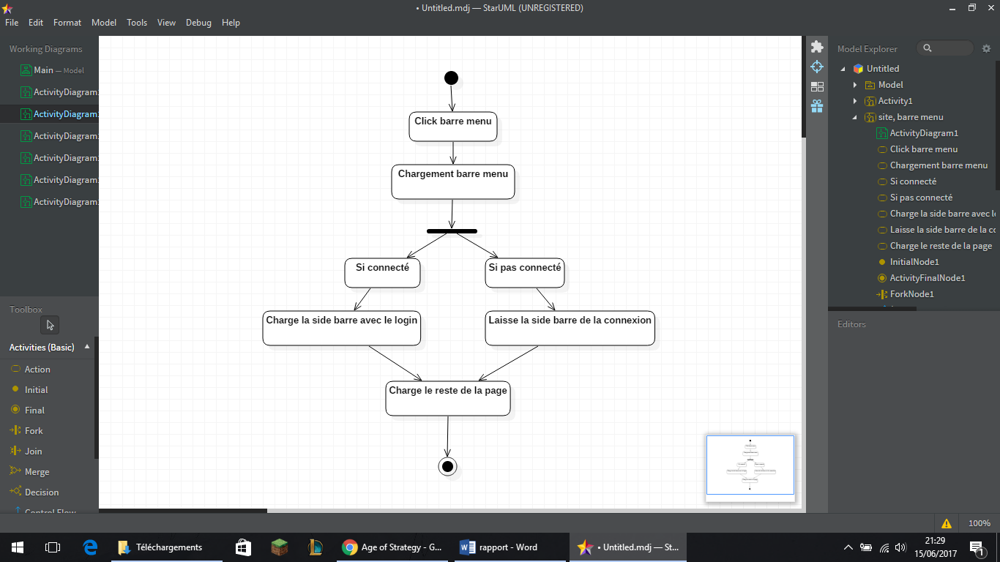 • Untitled.mdj — StarUML (UNREGISTERED)
File Edit Format Model Tools View Debug Help
Working Diagrams
Main — Model
ActivityDiagram1
ActivityDiagram1
ActivityDiagram1
ActivityDiagram1
ActivityDiagram1
ActivityDiagram1
Toolbox
Activities (Basic)
Action
Initial
Final
Fork
Join
Merge
Decision
Control Flow
Click barre menu
Chargement barre menu
Si connecté
Si pas connecté
Charge la side barre avec le login
Laisse la side barre de la connexion
Charge le reste de la page
Model Explorer
Untitled
Model
Activity1
site, barre menu
ActivityDiagram1
Click barre menu
Chargement barre menu
Si connecté
Si pas connecté
Charge la side barre avec le
Laisse la side barre de la co
Charge le reste de la page
InitialNode1
ActivityFinalNode1
ForkNode1
Editors
100%
Téléchargements
Age of Strategy - G...
rapport - Word
• Untitled.mdj — St...
21:29
15/06/2017
1